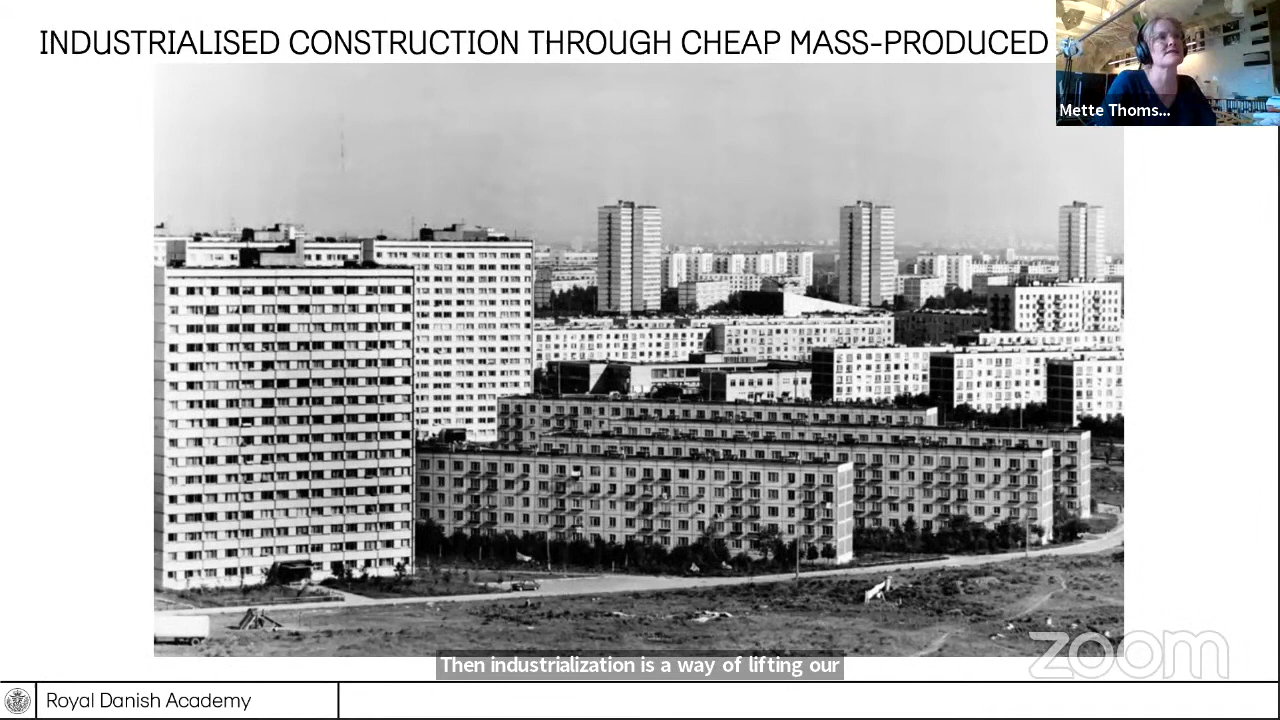 INDUSTRIALISED CONSTRUCTION THROUGH CHEAP MASS-PRODUCED
Mette Thoms...
Then industrialization is a way of lifting our
zoom
Royal Danish Academy